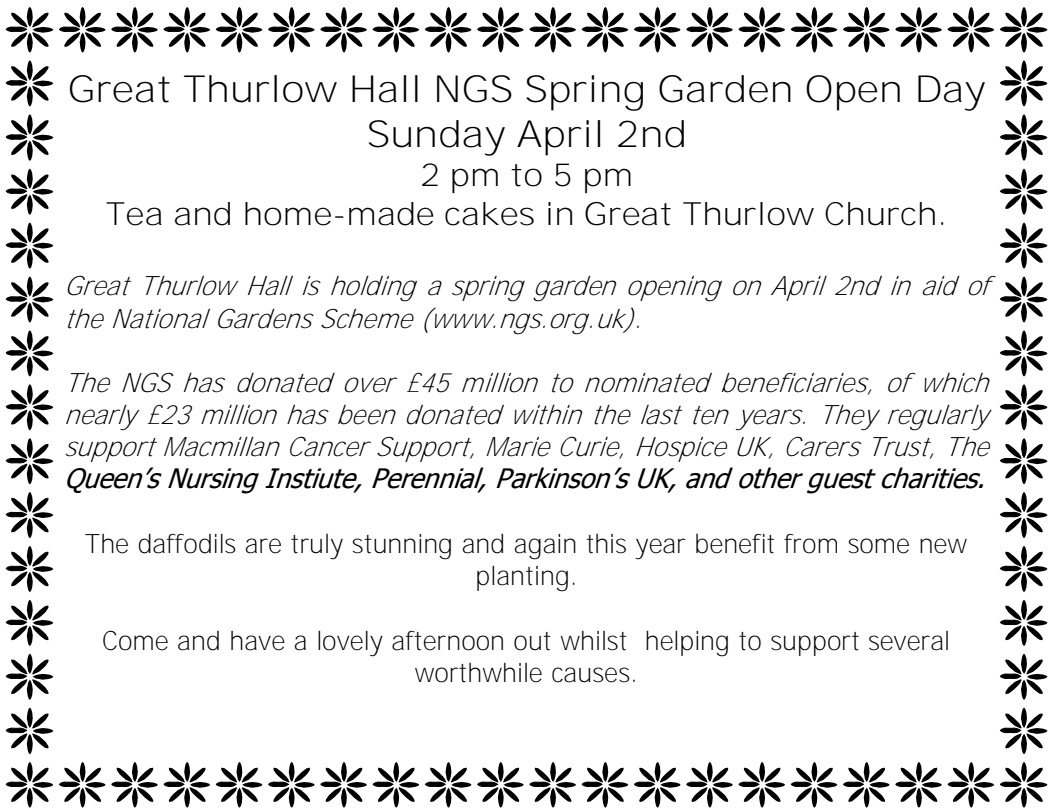 Great Thurlow Hall NGS Spring Garden Open Day
Sunday April 2nd
2 pm to 5 pm
Tea and home-made cakes in Great Thurlow Church.
Great Thurlow Hall is holding a spring garden opening on April 2nd in aid of
the National Gardens Scheme (www.ngs.org.uk).
The NGS has donated over £45 million to nominated beneficiaries, of which
nearly £23 million has been donated within the last ten years. They regularly
support Macmillan Cancer Support, Marie Curie, Hospice UK, Carers Trust, The
Queen's Nursing Instiute, Perennial, Parkinson's UK, and other guest charities.
The daffodils are truly stunning and again this year benefit from some new
planting.
Come and have a lovely afternoon out whilst  helping to support several
worthwhile causes.